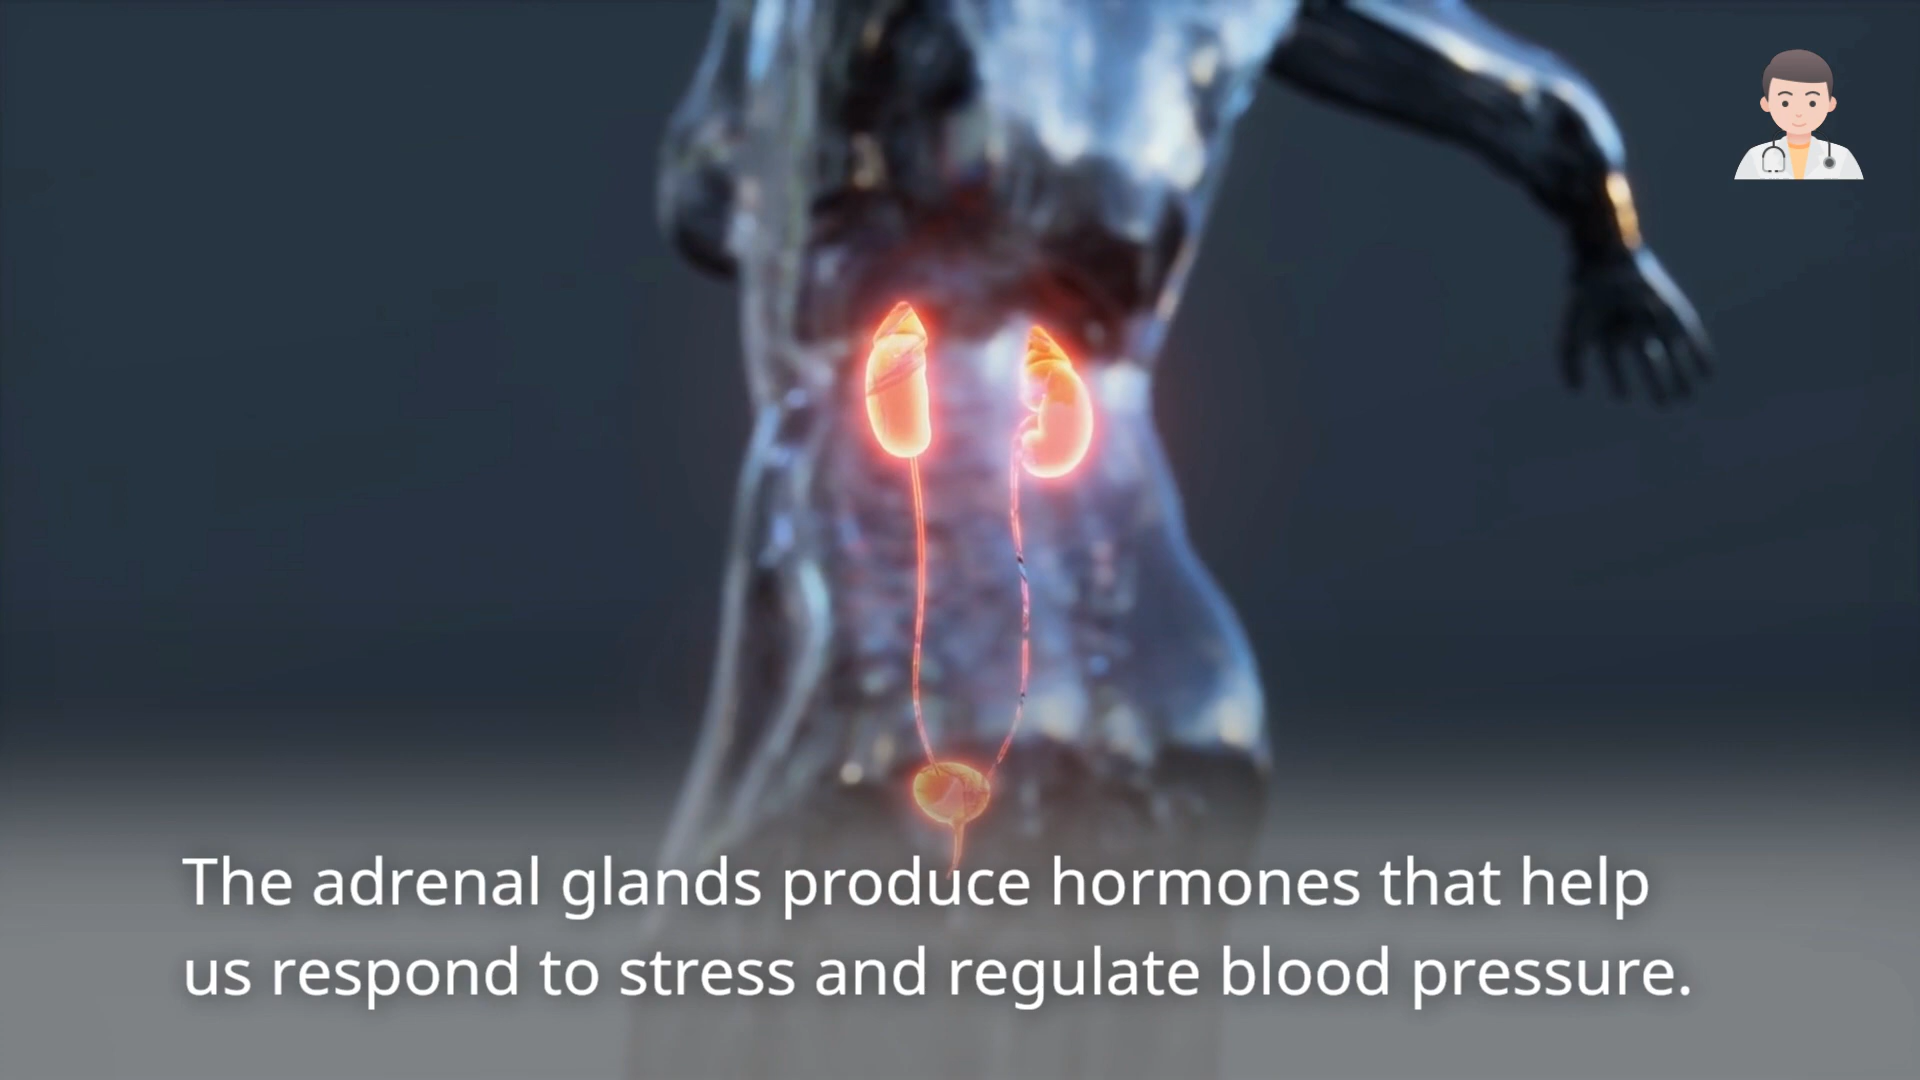 The adrenal glands produce hormones that help
us respond to stress and regulate blood pressure.